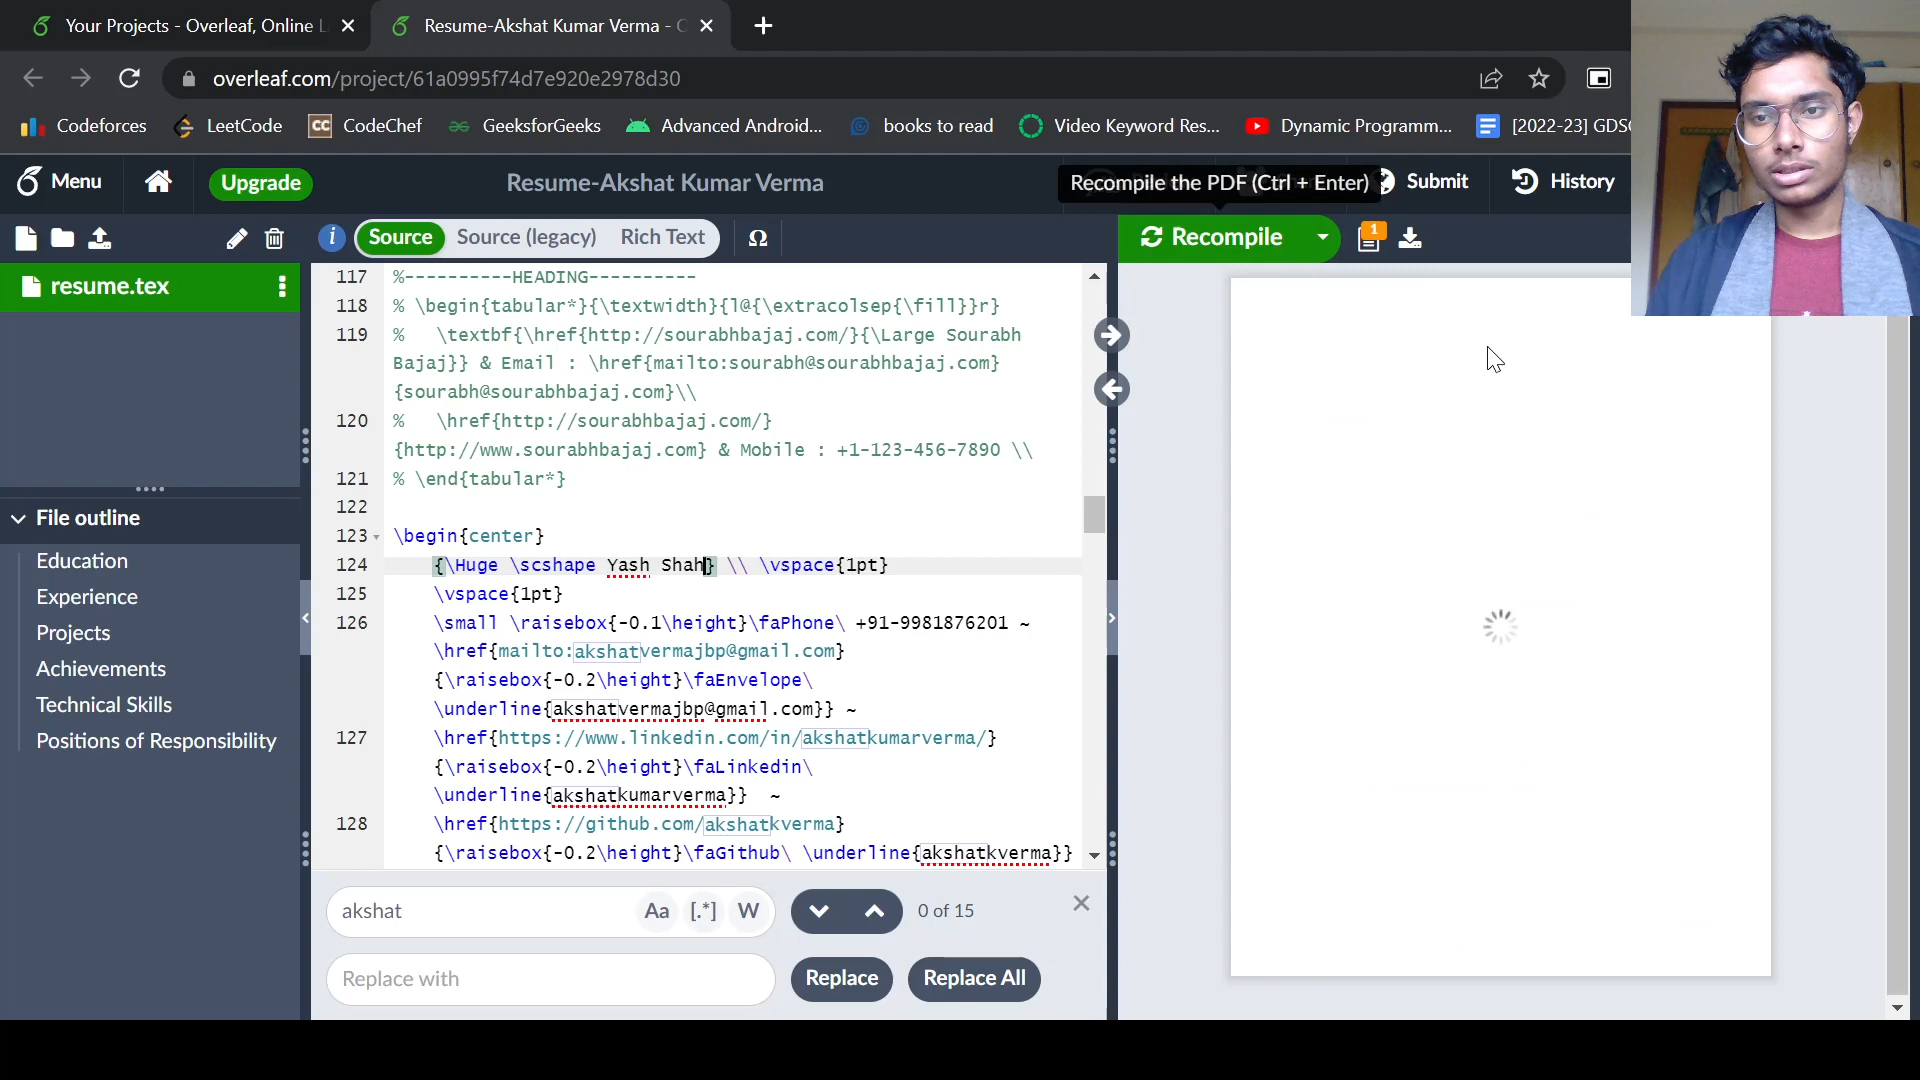 Your Projects - Overleaf, Online L
Resume-Akshat Kumar Verma - O
overleaf.com/project/61a0995f74d7e920e2978d30
Codeforces
LeetCode
CC CodeChef
GeeksforGeeks
Advanced Android...
books to read
Video Keyword Res...
Dynamic Programm...
[2022-23] GDSC
Menu
Upgrade
Resume-Akshat Kumar Verma
Recompile the PDF (Ctrl + Enter)
Submit
History
Source
Source (legacy)
Rich Text
Ω
Recompile
1
resume.tex
117 %----------HEADING----------
118 % \begin{tabular*}{\textwidth}{l@{\extracolsep{\fill}}r}
119 %   \textbf{\href{http://sourabhbajaj.com/}{\Large Sourabh
Bajaj}} & Email : \href{mailto:sourabh@sourabhbajaj.com}
{sourabh@sourabhbajaj.com}\\
120 %   \href{http://sourabhbajaj.com/}
{http://www.sourabhbajaj.com} & Mobile : +1-123-456-7890 \\
121 % \end{tabular*}
122
123 \begin{center}
124 {\Huge \scshape Yash Shah} \\ \vspace{1pt}
125 \vspace{1pt}
126 \small \raisebox{-0.1\height}\faPhone\ +91-9981876201 ~
\href{mailto:akshatvermajbp@gmail.com}
{\raisebox{-0.2\height}\faEnvelope\
\underline{akshatvermajbp@gmail.com}} ~
127 \href{https://www.linkedin.com/in/akshatkumarverma/}
{\raisebox{-0.2\height}\faLinkedin\
\underline{akshatkumarverma}}  ~
128 \href{https://github.com/akshatkverma}
{\raisebox{-0.2\height}\faGithub\ \underline{akshatkverma}}
File outline
Education
Experience
Projects
Achievements
Technical Skills
Positions of Responsibility
akshat
Aa
[.*]
W
0 of 15
Replace with
Replace
Replace All